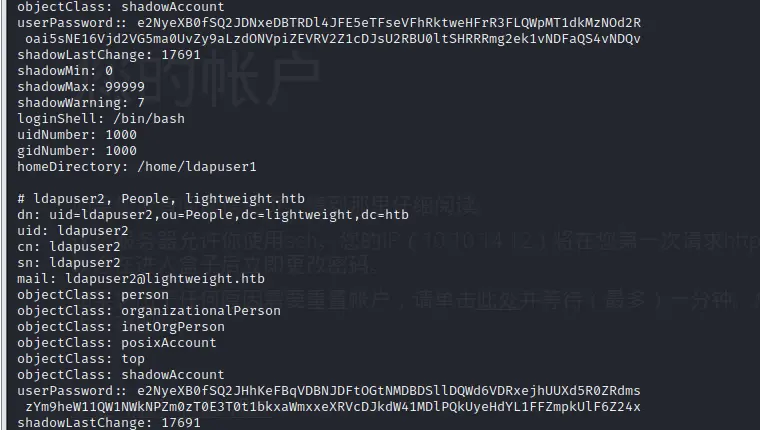 objectClass: shadowAccount
userPassword:: e2NyeXB0fSQ2JDNxeDBTRDl4JFE5eTFseVFhRktweHFrR3FLQWpMT1dkMzNOd2R
oai5sNE16Vjd2VG5ma0UvZy9aLzdONVpiZEVRV2Z1cDJsU2RBU0ltSHRRRmg2ek1vNDFaQS4vNDQv
shadowLastChange: 17691
shadowMin: 0
的帐户
shadowMax: 99999
shadowWarning: 7
loginShell: /bin/bash
uidNumber: 1000
gidNumber: 1000
homeDirectory: /home/ldapuser1
# ldapuser2, People, lightweight.htb
dn: uid=ldapuser2,ou=People,dc=lightweight,dc=htb
uid: ldapuser2
cn: ldapuser2
sn: ldapuser2
mail: ldapuser2@lightweight.htb
objectClass: person
objectClass: organizationalPerson
objectClass: inetOrgPerson
objectClass: posixAccount
objectClass: top
objectClass: shadowAccount
userPassword:: e2NyeXB0fSQ2JHhKeFBqVDBNJDFtOGtNMDBDSllDQWd6VDRxejhUUXd5R0ZRdms
zYm9heW11QW1NWkNPZm0zT0E3T0t1bkxaWmxxeXRVcDJkdW41MDlPQkUyeHdYL1FFZmpkUlF6Z24x
shadowLastChange: 17691